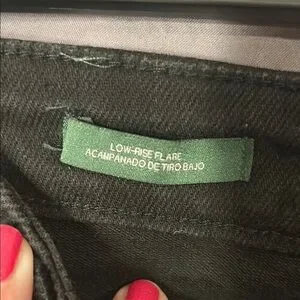 LOW-RISE FLARE
ACAMPANADO DE TIRO BAJO